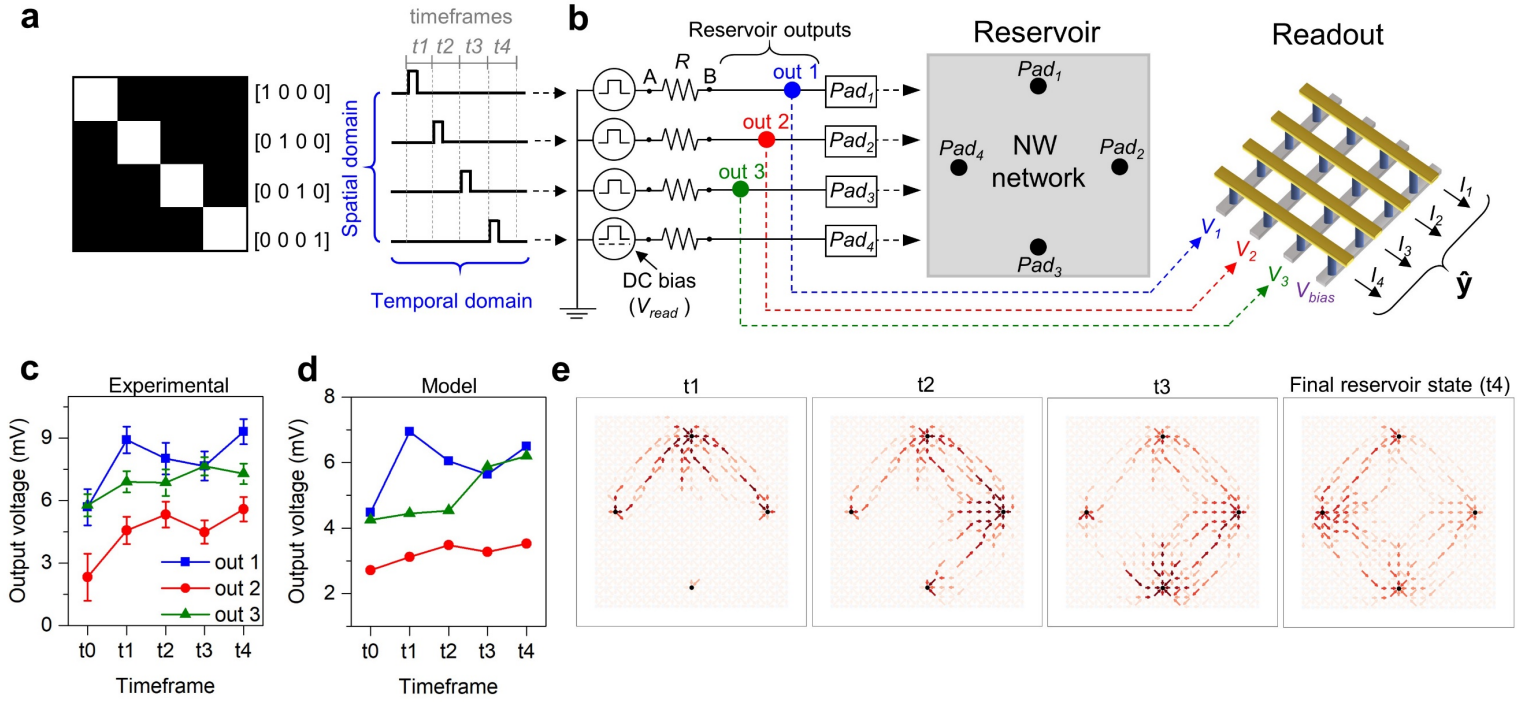 a
timeframes
t1 t2 t3 t4
[1 0 0 0]
[0 1 0 0]
[0 0 1 0]
[0 0 0 1]
Spatial domain
Temporal domain
b
Reservoir outputs
A R B
out 1
out 2
out 3
Pad1
Pad2
Pad3
Pad4
DC bias
(Vread )
Reservoir
Pad1
Pad4
NW
network
Pad2
Pad3
Readout
V1
V2
V3
Vbias
I1
I2
I3
I4
ŷ
c
Experimental
Output voltage (mV)
9
6
3
0
out 1
out 2
out 3
t0 t1 t2 t3 t4
Timeframe
d
Model
Output voltage (mV)
8
6
4
2
t0 t1 t2 t3 t4
Timeframe
e
t1
t2
t3
Final reservoir state (t4)